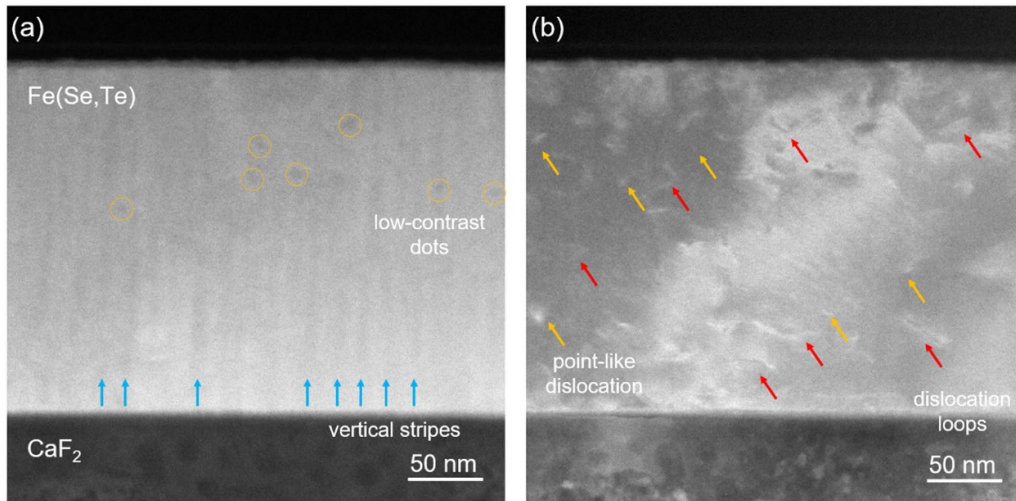 (a)
Fe(Se,Te)
low-contrast
dots
vertical stripes
CaF₂
50 nm
(b)
point-like
dislocation
dislocation
loops
50 nm